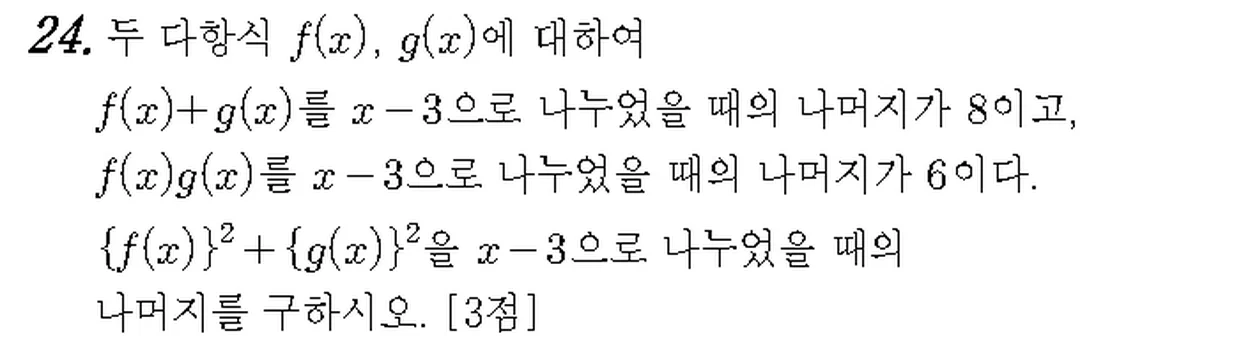 24. 두 다항식 f(x), g(x)에 대하여
f(x)+g(x)를 x-3으로 나누었을 때의 나머지가 8이고,
f(x)g(x)를 x-3으로 나누었을 때의 나머지가 6이다.
{f(x)}²+{g(x)}²을 x-3으로 나누었을 때의
나머지를 구하시오. [3점]